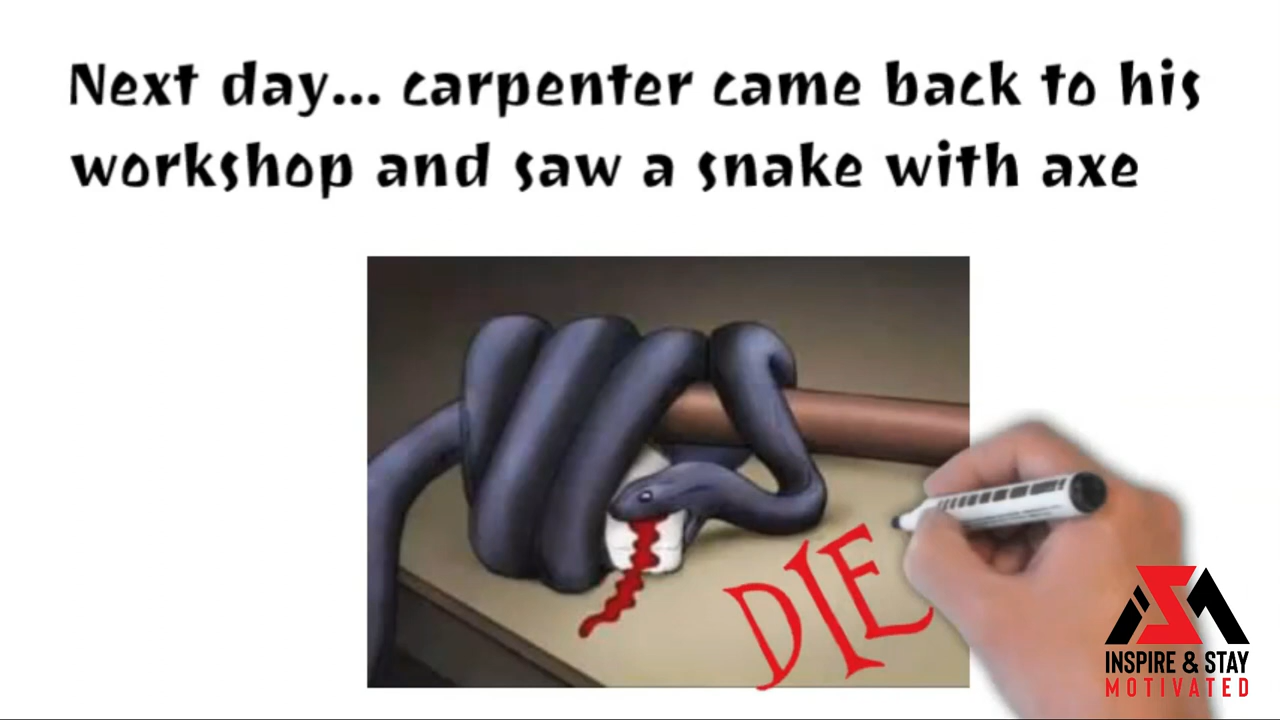 Next day... carpenter came back to his
workshop and saw a snake with axe
DIE
INSPIRE & STAY
MOTIVATED